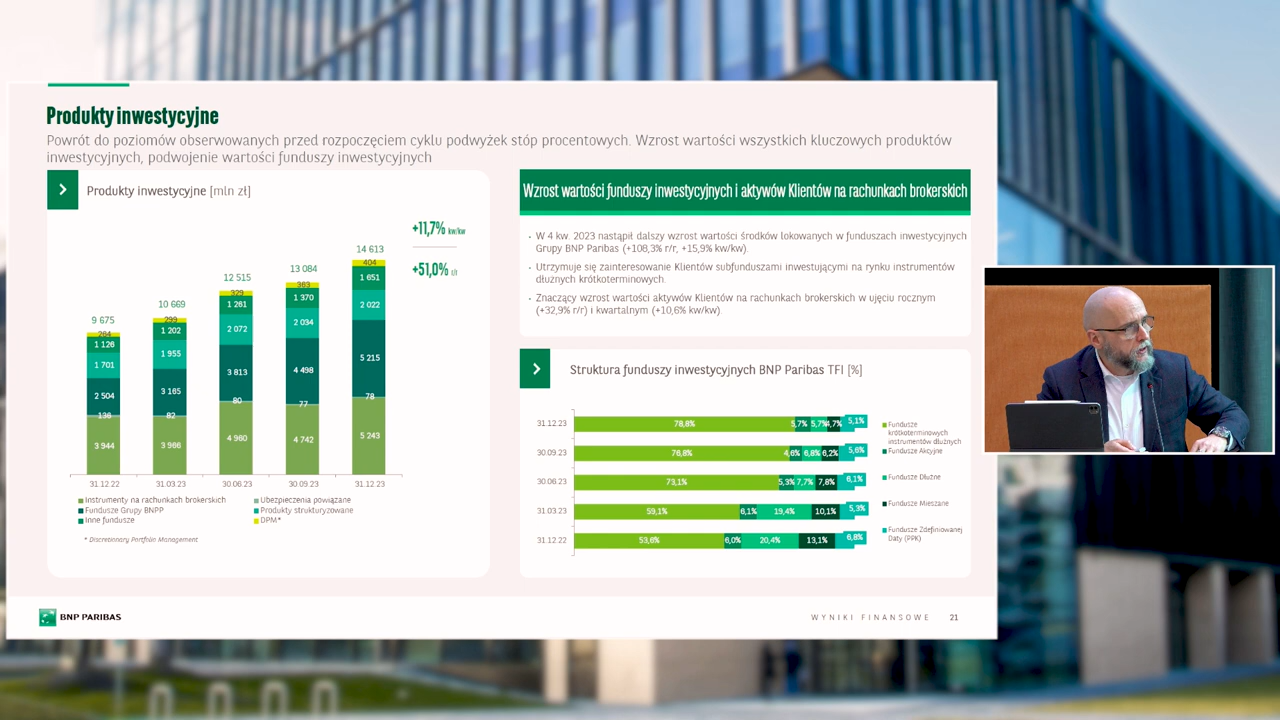 Produkty inwestycyjne
Powrót do poziomów obserwowanych przed rozpoczęciem cyklu podwyżek stóp procentowych. Wzrost wartości wszystkich kluczowych produktów
inwestycyjnych, podwojenie wartości funduszy inwestycyjnych
Produkty inwestycyjne [mln zł]
+11,7% kw/kw
+51,0% r/r
9 675
10 669
12 515
13 084
14 613
264
299
329
363
404
1 126
1 202
1 261
1 370
1 651
1 701
1 955
2 072
2 034
2 022
2 504
3 165
3 813
4 498
5 215
136
82
80
77
78
3 944
3 966
4 960
4 742
5 243
31.12.22
31.03.23
30.06.23
30.09.23
31.12.23
Instrumenty na rachunkach brokerskich
Ubezpieczenia powiązane
Fundusze Grupy BNPP
Produkty strukturyzowane
Inne fundusze
DPM*
* Discretionary Portfolio Management
Wzrost wartości funduszy inwestycyjnych i aktywów Klientów na rachunkach brokerskich
· W 4 kw. 2023 nastąpił dalszy wzrost wartości środków lokowanych w funduszach inwestycyjnych
Grupy BNP Paribas (+108,3% r/r, +15,9% kw/kw).
· Utrzymuje się zainteresowanie Klientów subfunduszami inwestującymi na rynku instrumentów
dłużnych krótkoterminowych.
· Znaczący wzrost wartości aktywów Klientów na rachunkach brokerskich w ujęciu rocznym
(+32,9% r/r) i kwartalnym (+10,6% kw/kw).
Struktura funduszy inwestycyjnych BNP Paribas TFI [%]
31.12.23 78,8% 5,7% 5,7% 4,7% 5,1%
30.09.23 76,8% 4,6% 6,8% 6,2% 5,6%
30.06.23 73,1% 5,3% 7,7% 7,8% 6,1%
31.03.23 59,1% 6,1% 19,4% 10,1% 5,3%
31.12.22 53,6% 6,0% 20,4% 13,1% 6,8%
Fundusze
krótkoterminowych
instrumentów dłużnych
Fundusze Akcyjne
Fundusze Dłużne
Fundusze Mieszane
Fundusze Zdefiniowanej
Daty (PPK)
BNP PARIBAS
WYNIKI FINANSOWE 21